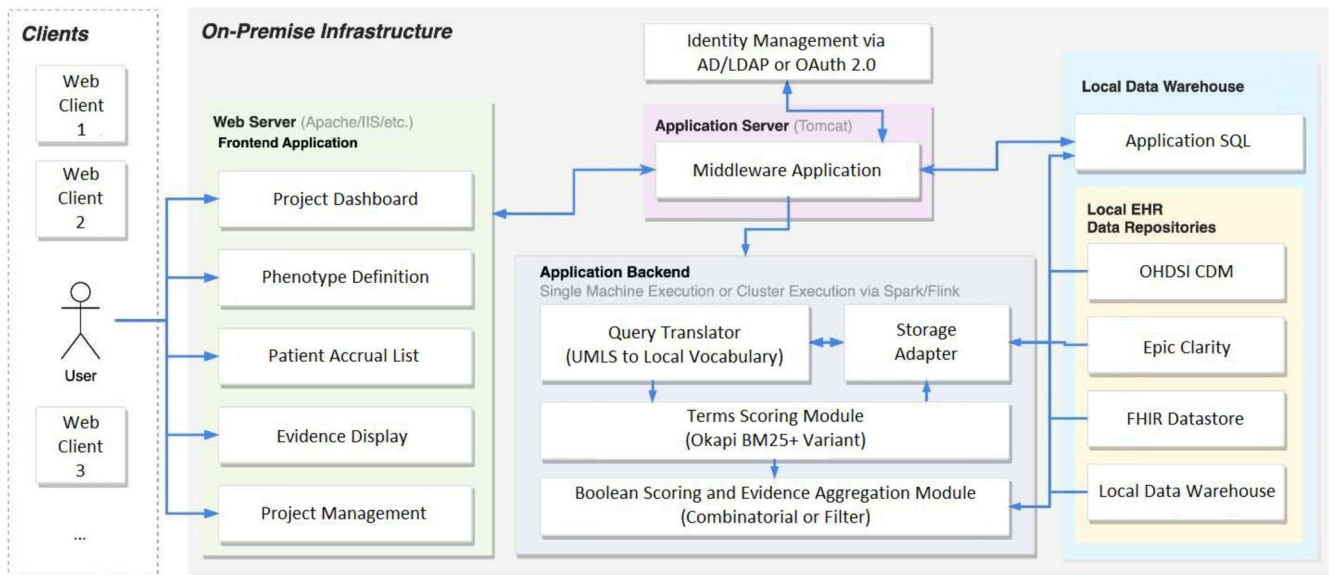 Clients
Web
Client
1
Web
Client
2
User
Web
Client
3
...
On-Premise Infrastructure
Web Server (Apache/IIS/etc.)
Frontend Application
Project Dashboard
Phenotype Definition
Patient Accrual List
Evidence Display
Project Management
Identity Management via
AD/LDAP or OAuth 2.0
Application Server (Tomcat)
Middleware Application
Application Backend
Single Machine Execution or Cluster Execution via Spark/Flink
Query Translator
(UMLS to Local Vocabulary)
Storage
Adapter
Terms Scoring Module
(Okapi BM25+ Variant)
Boolean Scoring and Evidence Aggregation Module
(Combinatorial or Filter)
Local Data Warehouse
Application SQL
Local EHR
Data Repositories
OHDSI CDM
Epic Clarity
FHIR Datastore
Local Data Warehouse